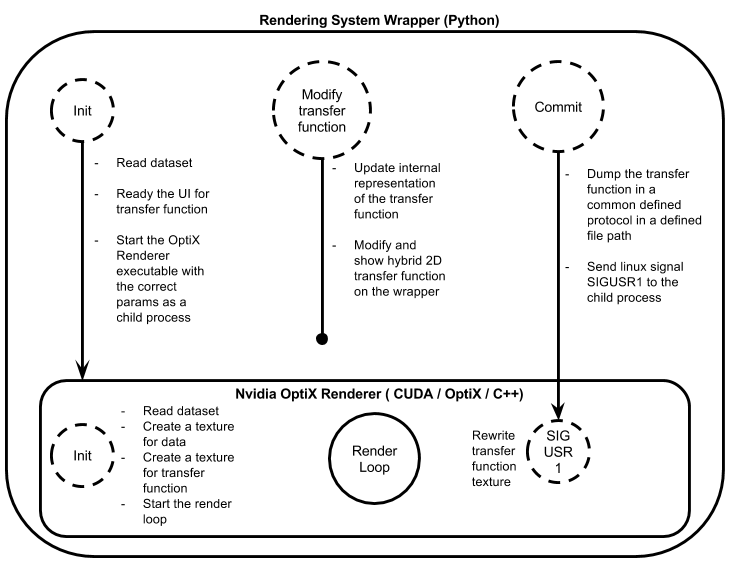 Rendering System Wrapper (Python)
Init
- Read dataset
- Ready the UI for
transfer function
- Start the OptiX
Renderer
executable with
the correct
params as a
child process
Modify
transfer
function
- Update internal
representation
of the transfer
function
- Modify and
show hybrid 2D
transfer function
on the wrapper
Commit
- Dump the transfer
function in a
common defined
protocol in a defined
file path
- Send linux signal
SIGUSR1 to the
child process
Nvidia OptiX Renderer ( CUDA / OptiX / C++)
Init
- Read dataset
- Create a texture
for data
- Create a texture
for transfer
function
- Start the render
loop
Render
Loop
Rewrite
transfer
function
texture
SIG
USR
1